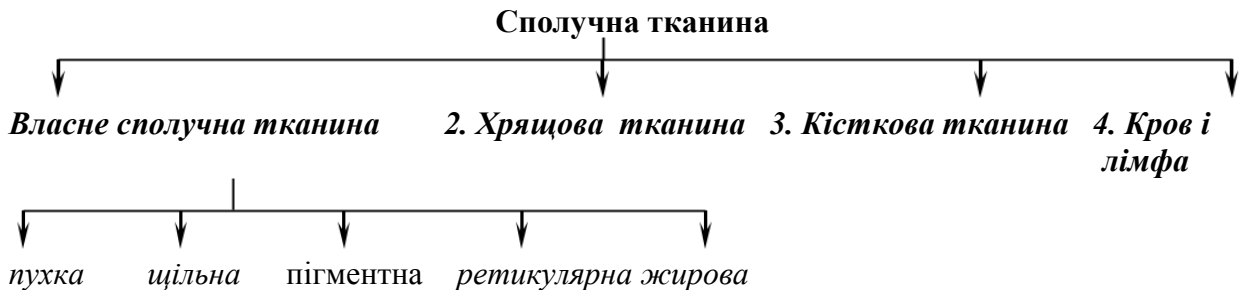 Сполучна тканина
Власне сполучна тканина 2. Хрящова тканина 3. Кісткова тканина 4. Кров і
лімфа
пухка щільна пігментна ретикулярна жирова